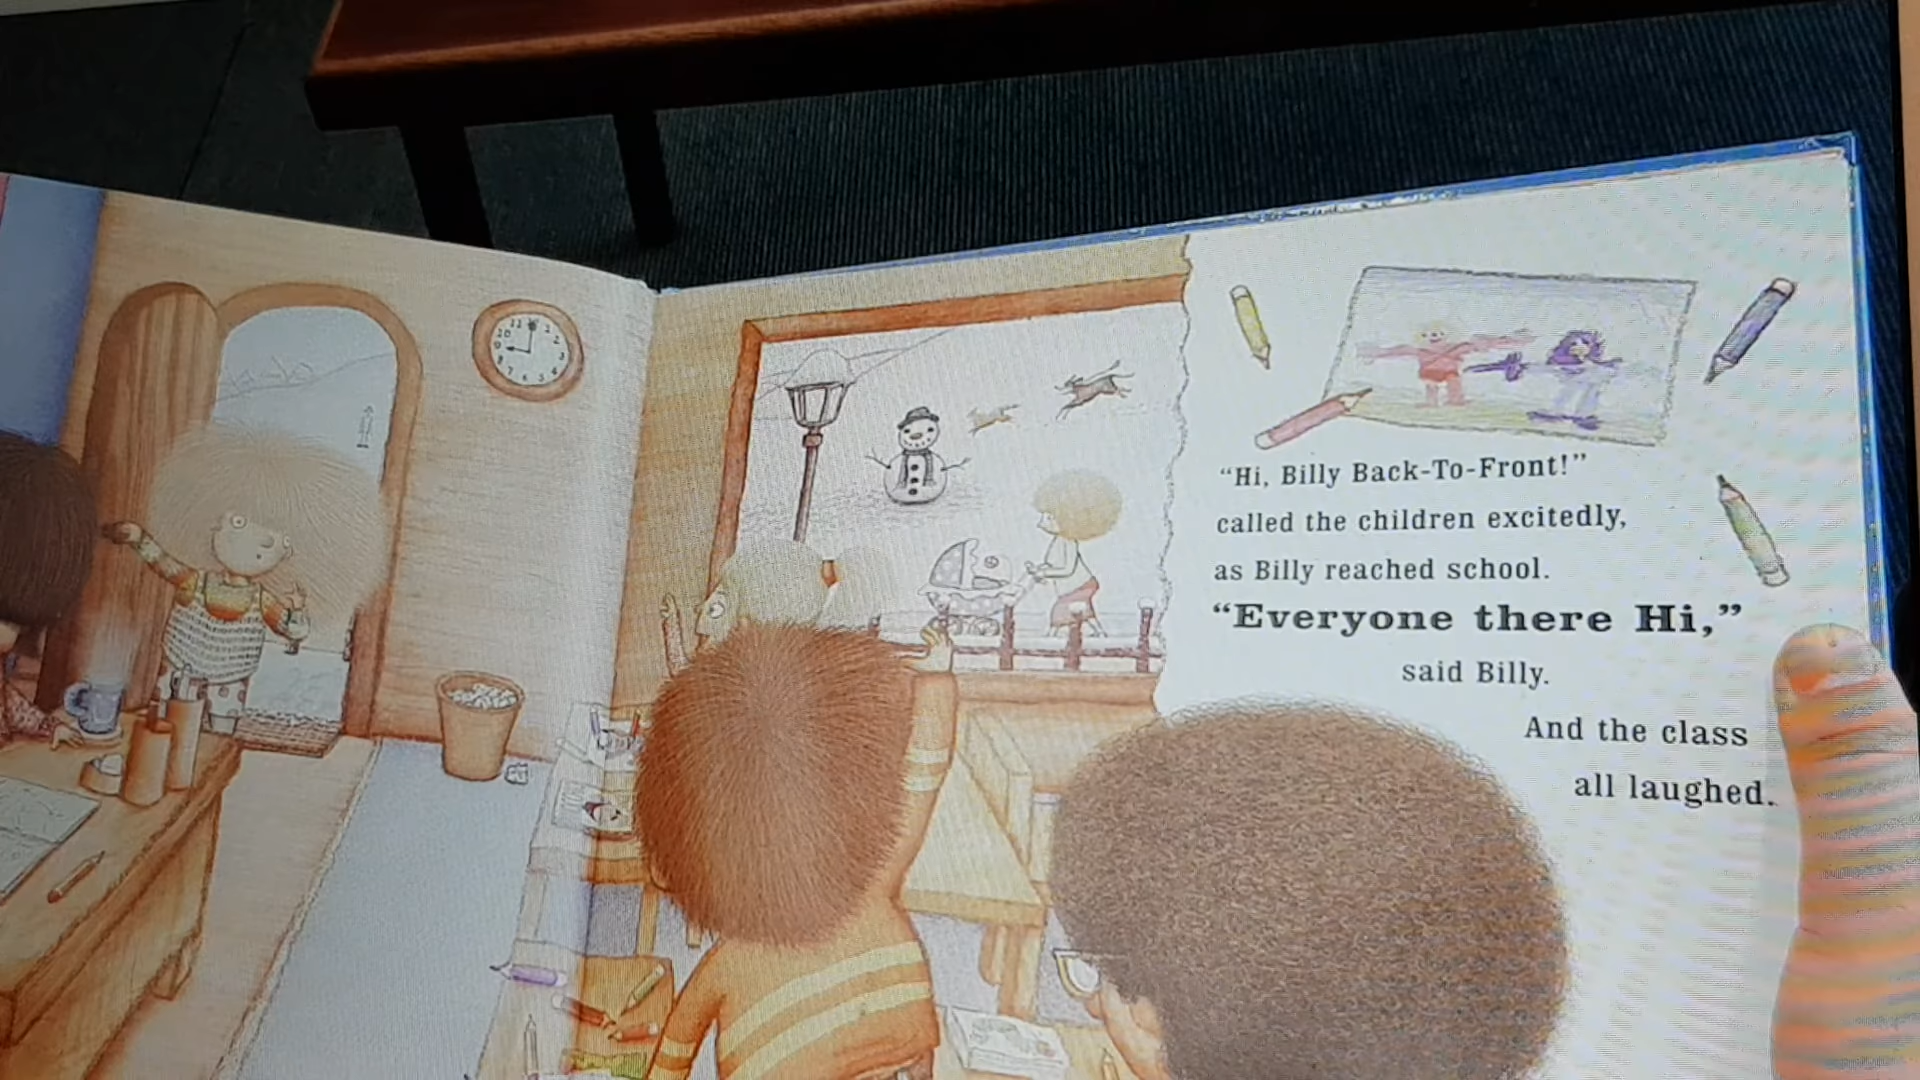 “Hi, Billy Back-To-Front!”
called the children excitedly,
as Billy reached school.
“Everyone there Hi,”
said Billy.
And the class
all laughed.